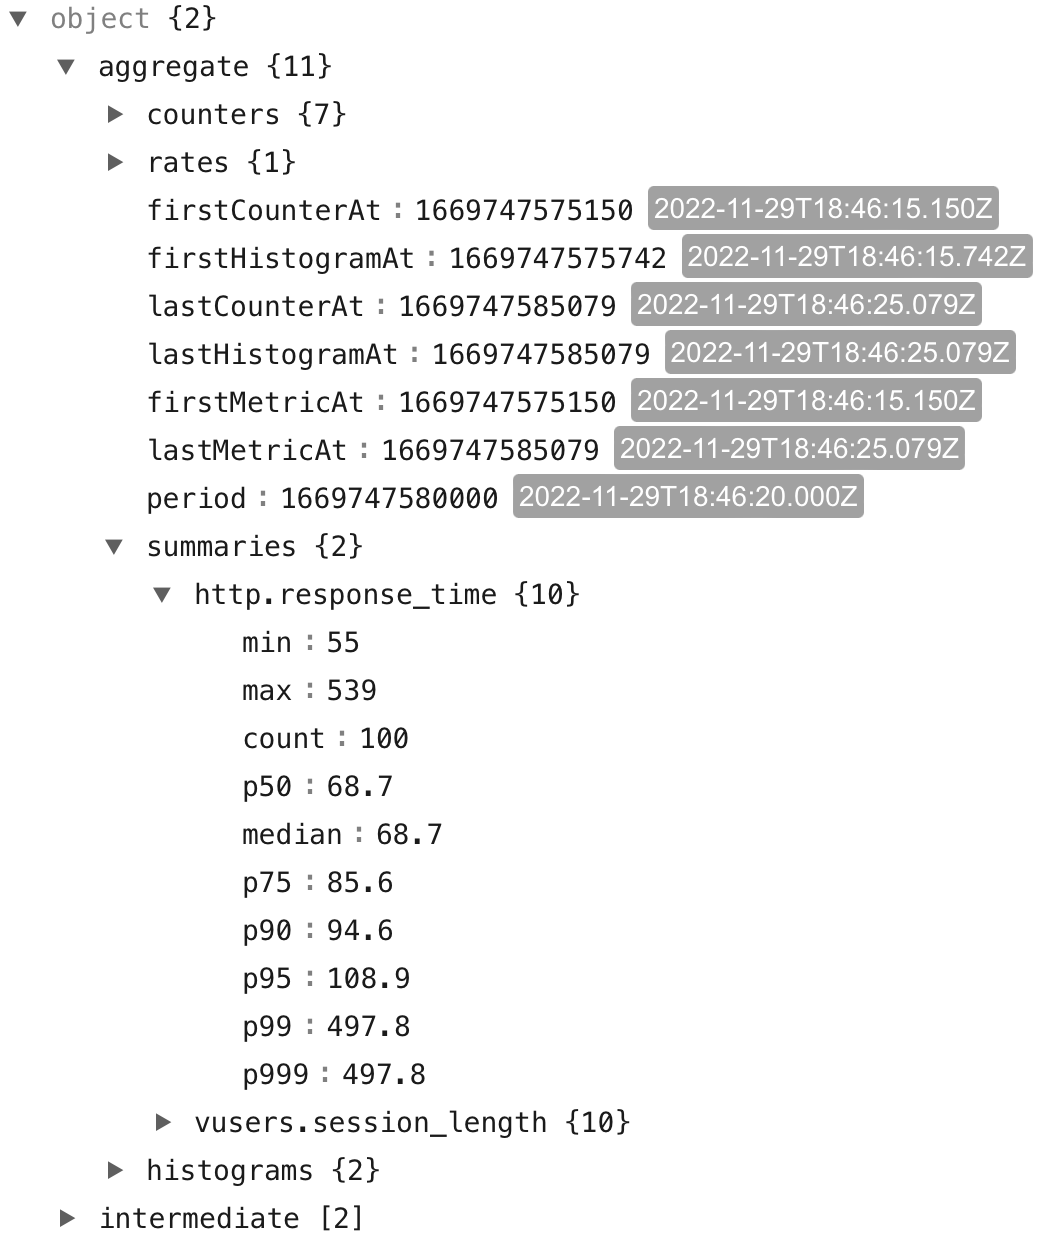 object {2}
aggregate {11}
counters {7}
rates {1}
firstCounterAt : 1669747575150 2022-11-29T18:46:15.150Z
firstHistogramAt : 1669747575742 2022-11-29T18:46:15.742Z
lastCounterAt : 1669747585079 2022-11-29T18:46:25.079Z
lastHistogramAt : 1669747585079 2022-11-29T18:46:25.079Z
firstMetricAt : 1669747575150 2022-11-29T18:46:15.150Z
lastMetricAt : 1669747585079 2022-11-29T18:46:25.079Z
period : 1669747580000 2022-11-29T18:46:20.000Z
summaries {2}
http.response_time {10}
min : 55
max : 539
count : 100
p50 : 68.7
median : 68.7
p75 : 85.6
p90 : 94.6
p95 : 108.9
p99 : 497.8
p999 : 497.8
vusers.session_length {10}
histograms {2}
intermediate [2]